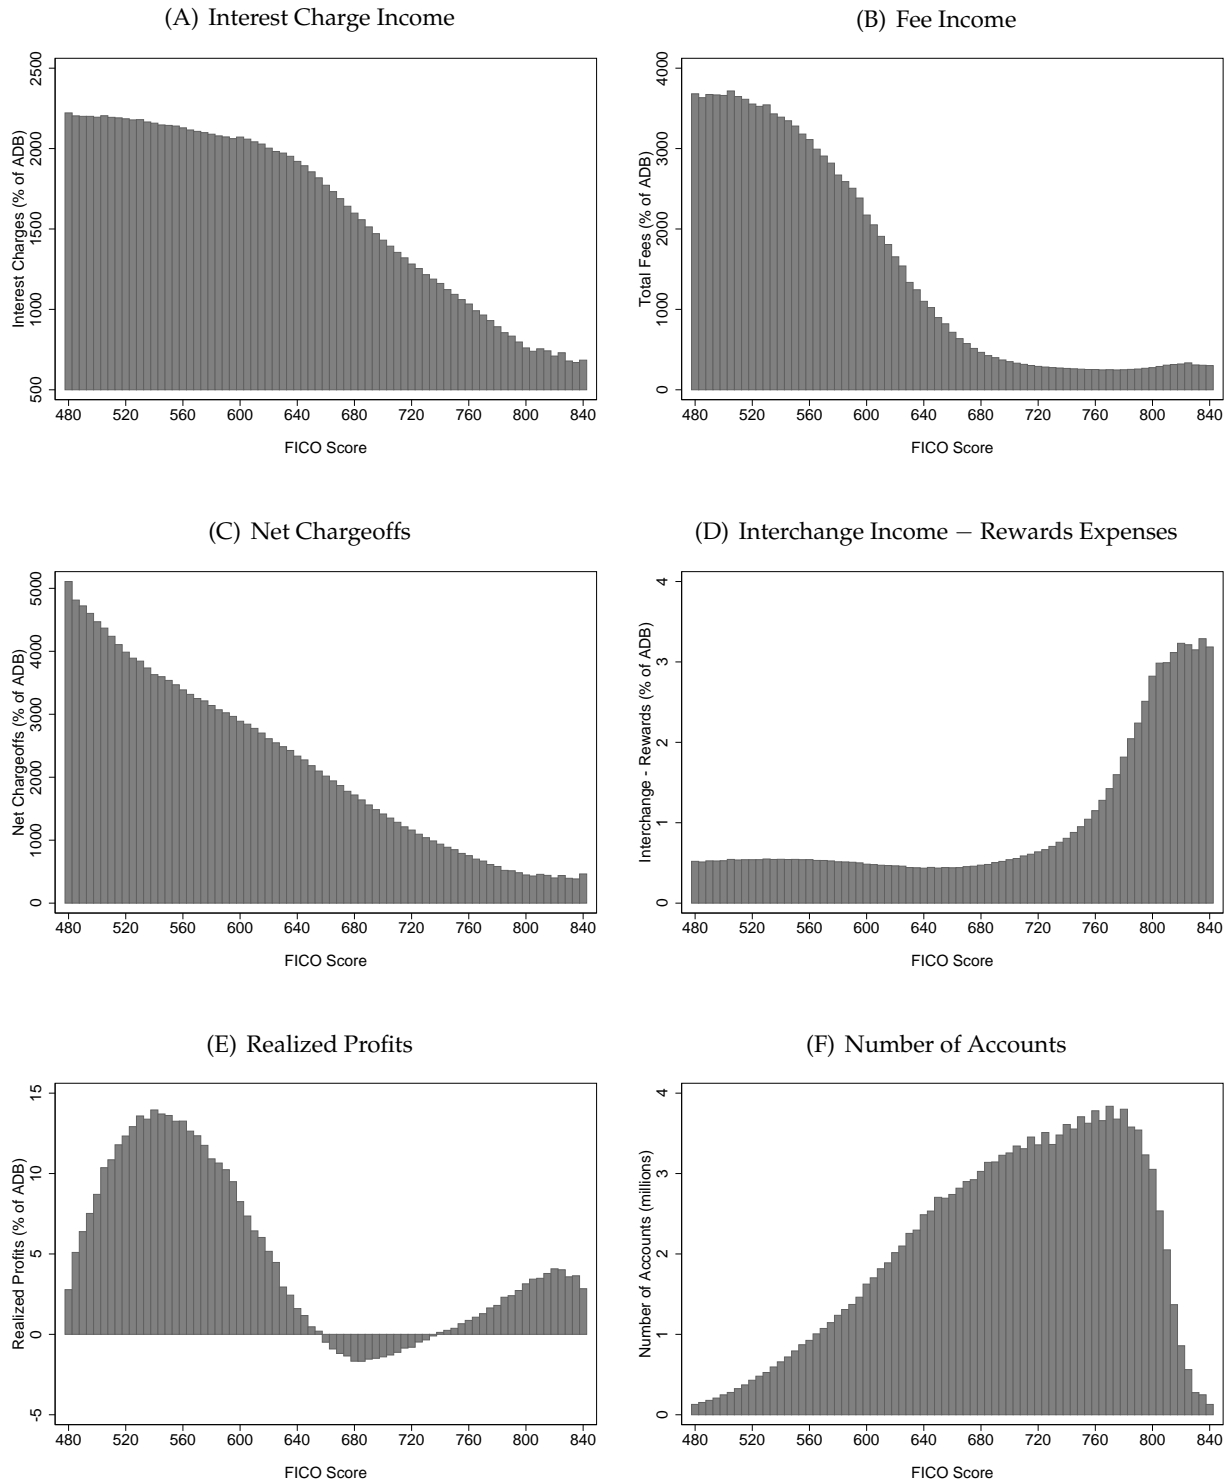 (A) Interest Charge Income
Interest Charges (% of ADB)
2500
2000
1500
1000
500
480 520 560 600 640 680 720 760 800 840
FICO Score
(B) Fee Income
Total Fees (% of ADB)
4000
3000
2000
1000
0
480 520 560 600 640 680 720 760 800 840
FICO Score
(C) Net Chargeoffs
Net Chargeoffs (% of ADB)
5000
4000
3000
2000
1000
0
480 520 560 600 640 680 720 760 800 840
FICO Score
(D) Interchange Income − Rewards Expenses
Interchange - Rewards (% of ADB)
4
3
2
1
0
480 520 560 600 640 680 720 760 800 840
FICO Score
(E) Realized Profits
Realized Profits (% of ADB)
15
10
5
0
-5
480 520 560 600 640 680 720 760 800 840
FICO Score
(F) Number of Accounts
Number of Accounts (millions)
4
3
2
1
0
480 520 560 600 640 680 720 760 800 840
FICO Score